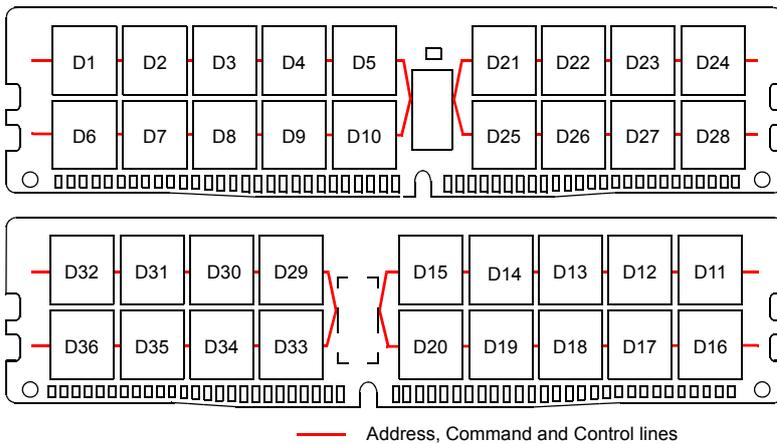 D1 D2 D3 D4 D5 D21 D22 D23 D24
D6 D7 D8 D9 D10 D25 D26 D27 D28
D32 D31 D30 D29 D15 D14 D13 D12 D11
D36 D35 D34 D33 D20 D19 D18 D17 D16
Address, Command and Control lines